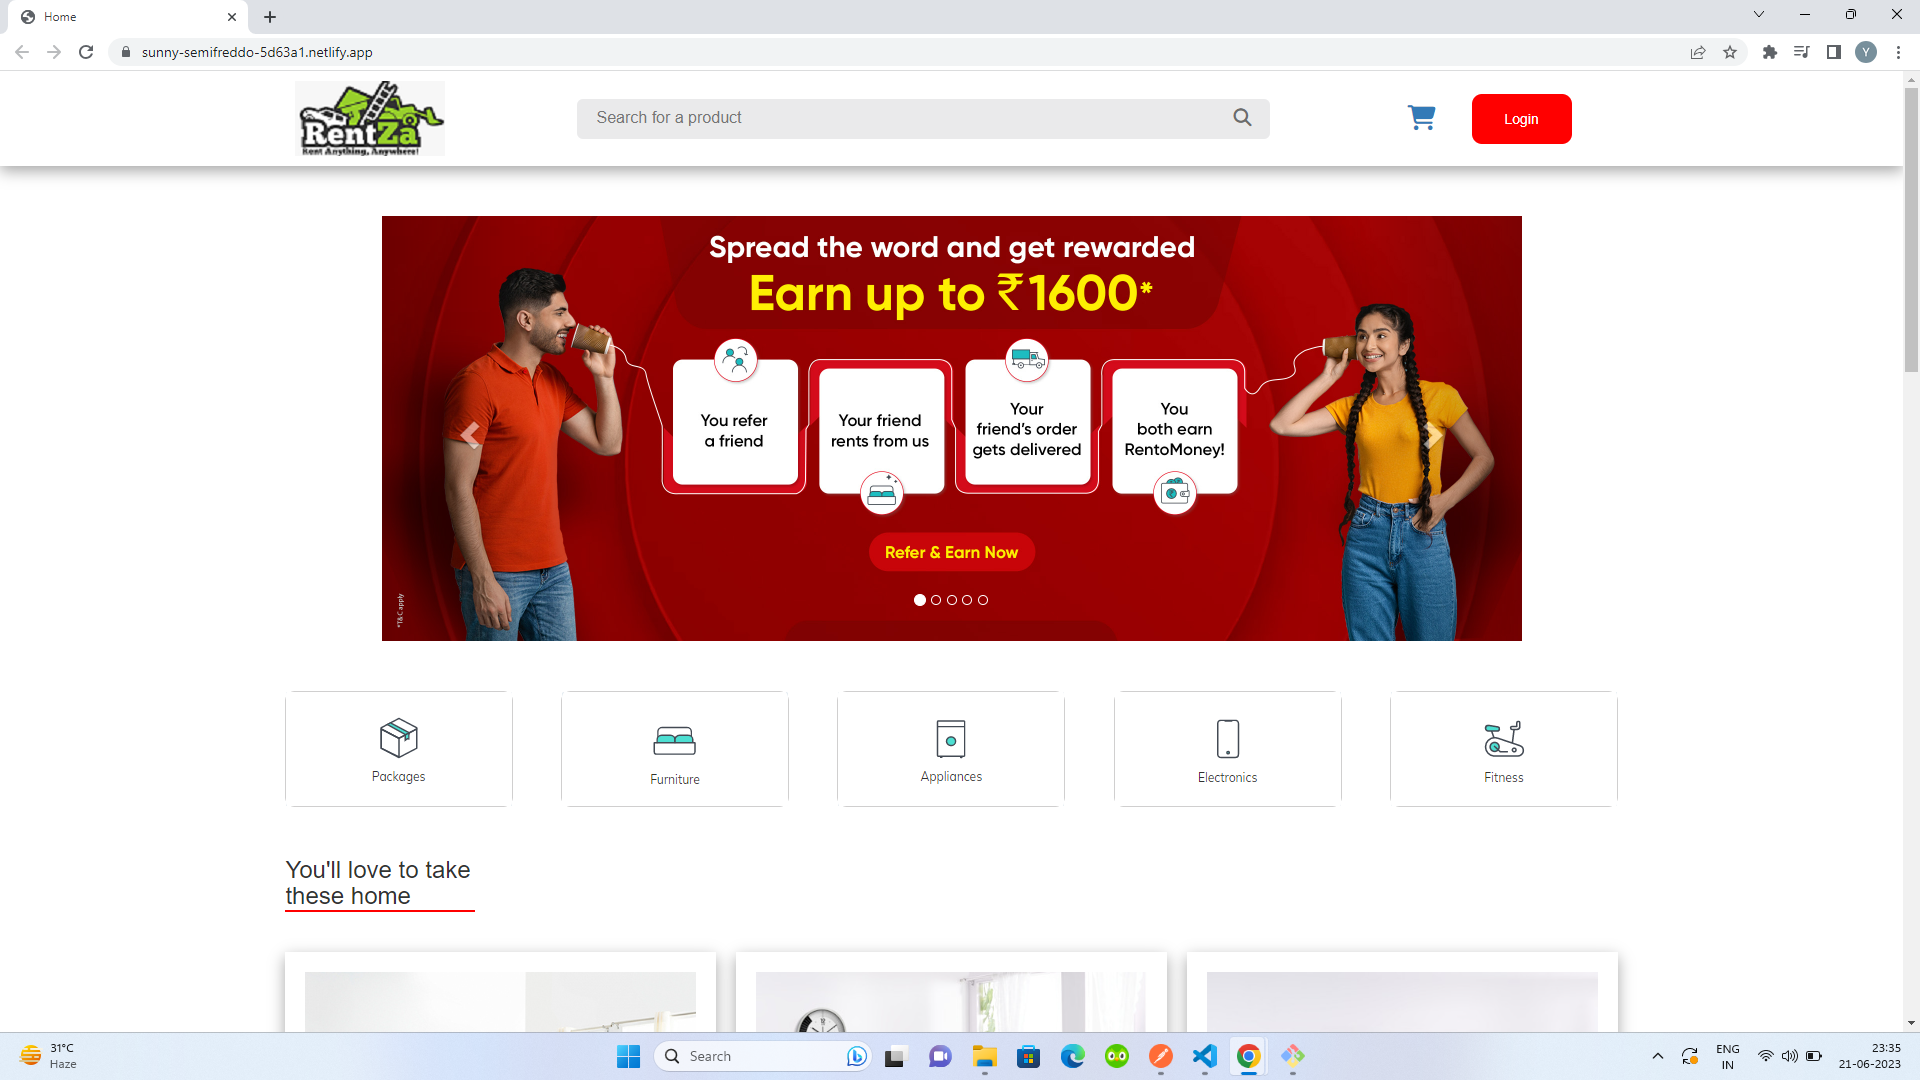 Home
sunny-semifreddo-5d63a1.netlify.app
Y
RentZa
Rent Anything, Anywhere!
Search for a product
Login
Spread the word and get rewarded
Earn up to ₹1600*
You refer
a friend
Your friend
rents from us
Your
friend's order
gets delivered
You
both earn
RentoMoney!
Refer & Earn Now
*T&C apply
Packages
Furniture
Appliances
Electronics
Fitness
You'll love to take
these home
31°C
Haze
Search
ENG
IN
23:35
21-06-2023